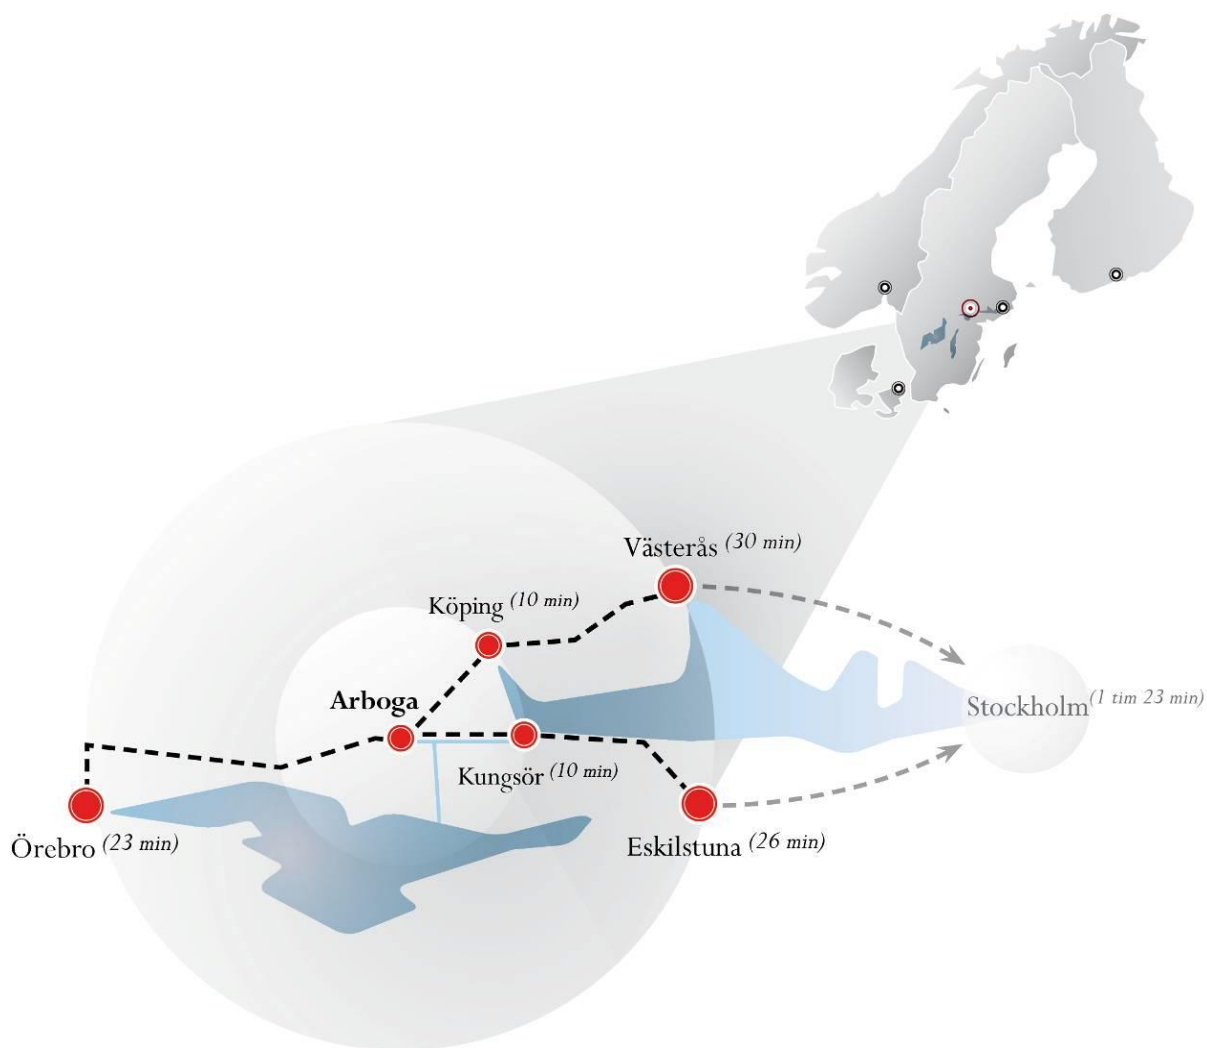 Västerås (30 min)
Köping (10 min)
Arboga
Stockholm (1 tim 23 min)
Kungsör (10 min)
Örebro (23 min)
Eskilstuna (26 min)